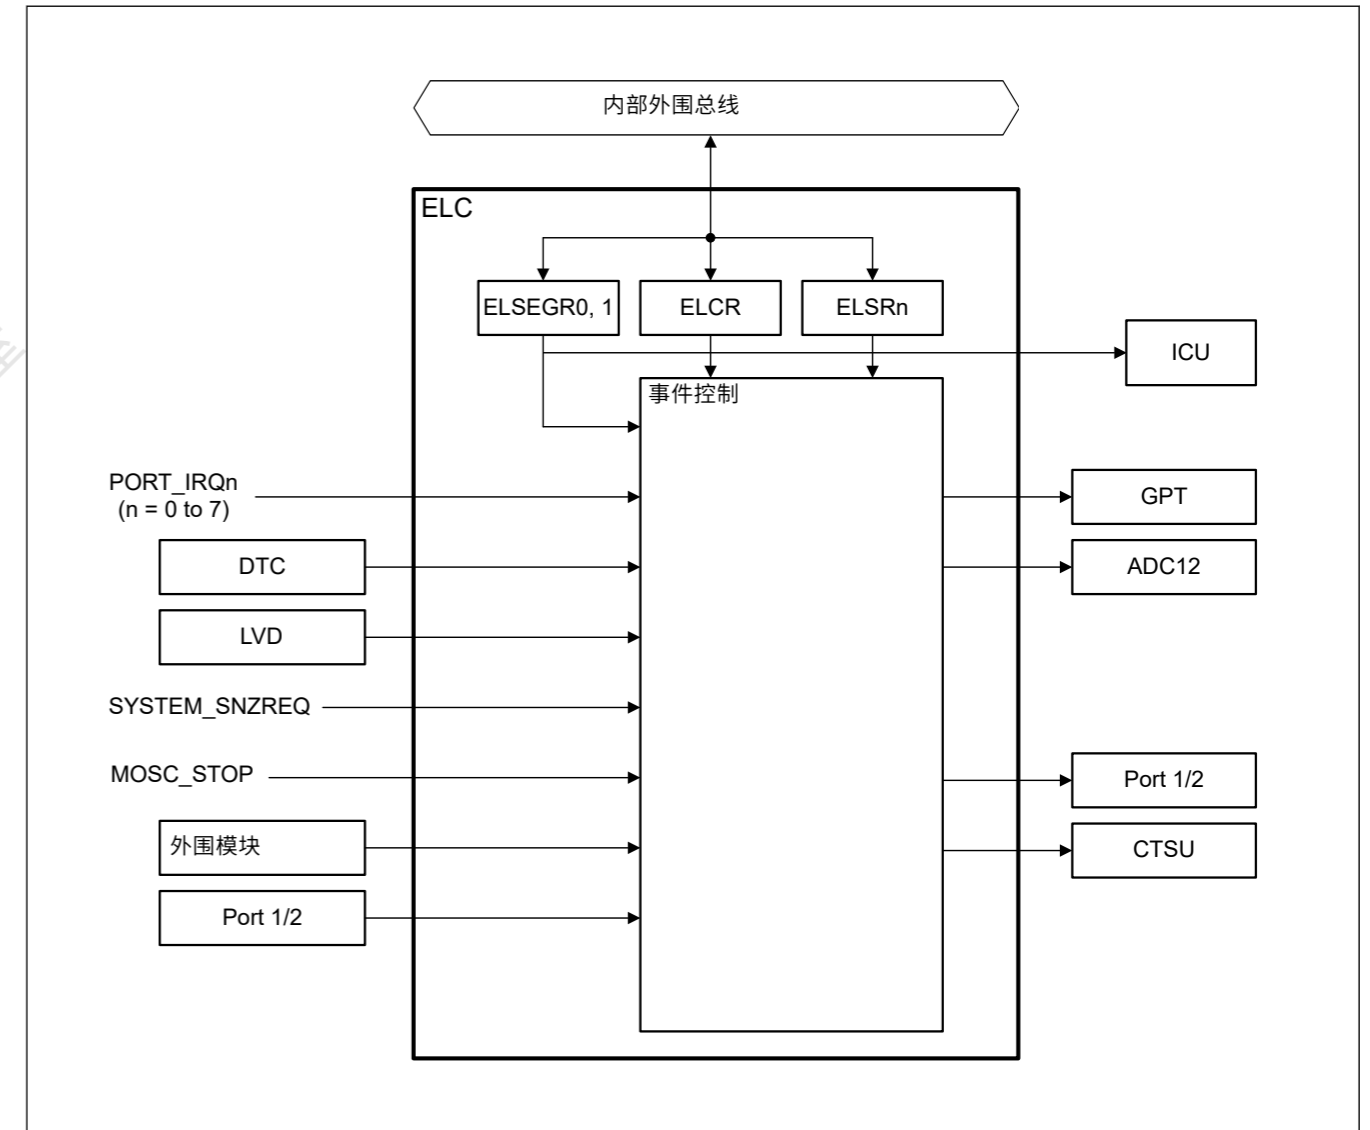 内部外围总线
ELC
ELSEGR0, 1
ELCR
ELSRn
ICU
事件控制
PORT_IRQn
(n = 0 to 7)
GPT
DTC
ADC12
LVD
SYSTEM_SNZREQ
MOSC_STOP
Port 1/2
外围模块
CTSU
Port 1/2